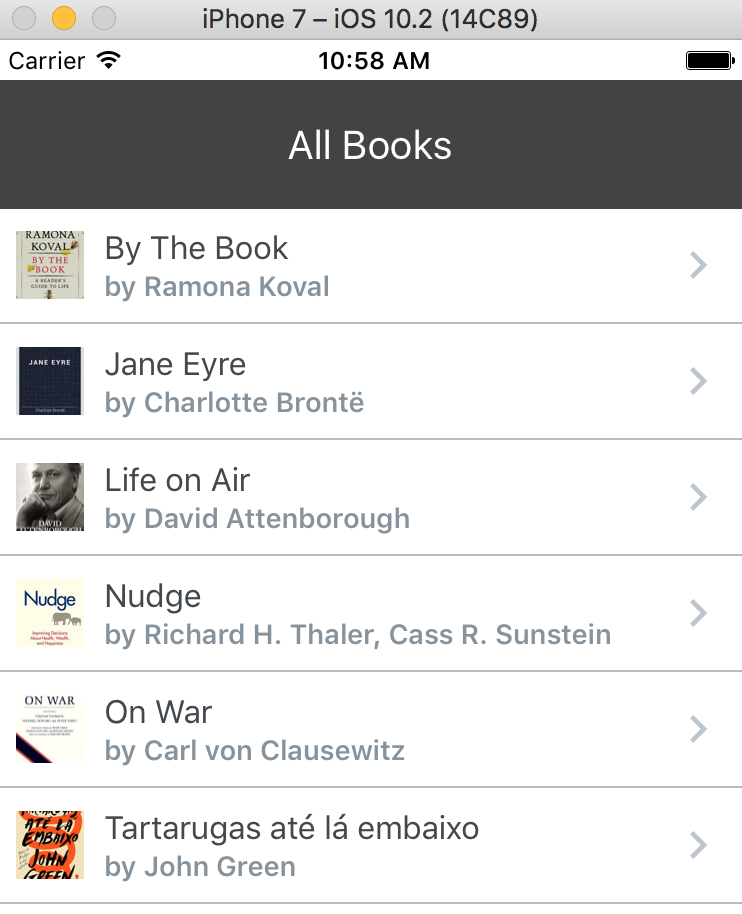 iPhone 7 – iOS 10.2 (14C89)
Carrier 10:58 AM
All Books
RAMONA
KOVAL
BY THE
BOOK
A READER'S
GUIDE TO LIFE
By The Book
by Ramona Koval
JANE EYRE
Charlotte Brontë
Jane Eyre
by Charlotte Brontë
DAVID
ATTENBOROUGH
Life on Air
by David Attenborough
Nudge
Improving Decisions
About Health, Wealth,
and Happiness
Nudge
by Richard H. Thaler, Cass R. Sunstein
ON WAR
On War
by Carl von Clausewitz
TARTARUGAS
ATÉ LÁ
EMBAIXO
JOHN
GREEN
Tartarugas até lá embaixo
by John Green